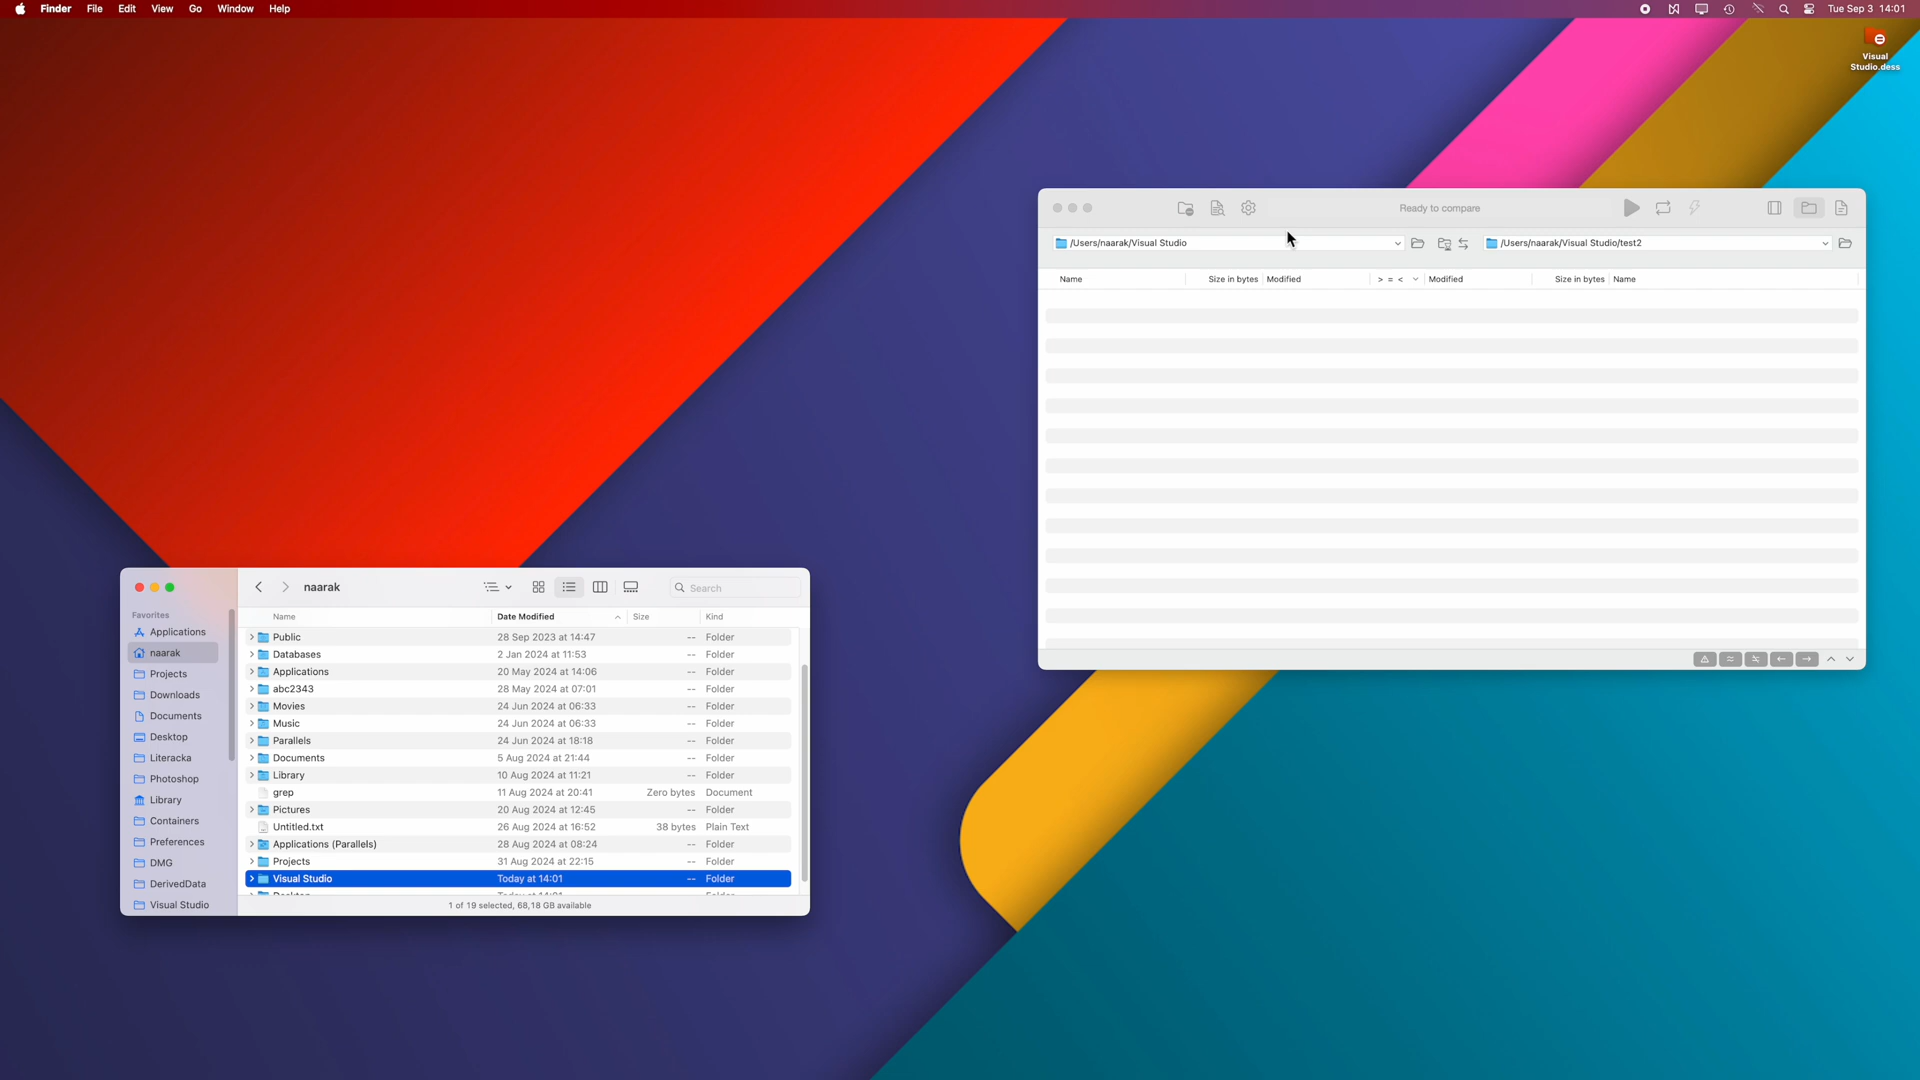 Finder File Edit View Go Window Help
Tue Sep 3 14:01
Visual
Studio.dess
Ready to compare
/Users/naarak/Visual Studio
/Users/naarak/Visual Studio/test2
Name Size in bytes Modified > = < Modified Size in bytes Name
naarak
Search
Favorites
Applications
naarak
Projects
Downloads
Documents
Desktop
Literacka
Photoshop
Library
Containers
Preferences
DMG
DerivedData
Visual Studio
Name Date Modified Size Kind
Public 28 Sep 2023 at 14:47 -- Folder
Databases 2 Jan 2024 at 11:53 -- Folder
Applications 20 May 2024 at 14:06 -- Folder
abc2343 28 May 2024 at 07:01 -- Folder
Movies 24 Jun 2024 at 06:33 -- Folder
Music 24 Jun 2024 at 06:33 -- Folder
Parallels 24 Jun 2024 at 18:18 -- Folder
Documents 5 Aug 2024 at 21:44 -- Folder
Library 10 Aug 2024 at 11:21 -- Folder
grep 11 Aug 2024 at 20:41 Zero bytes Document
Pictures 20 Aug 2024 at 12:45 -- Folder
Untitled.txt 26 Aug 2024 at 16:52 38 bytes Plain Text
Applications (Parallels) 28 Aug 2024 at 08:24 -- Folder
Projects 31 Aug 2024 at 22:15 -- Folder
Visual Studio Today at 14:01 -- Folder
1 of 19 selected, 68,18 GB available